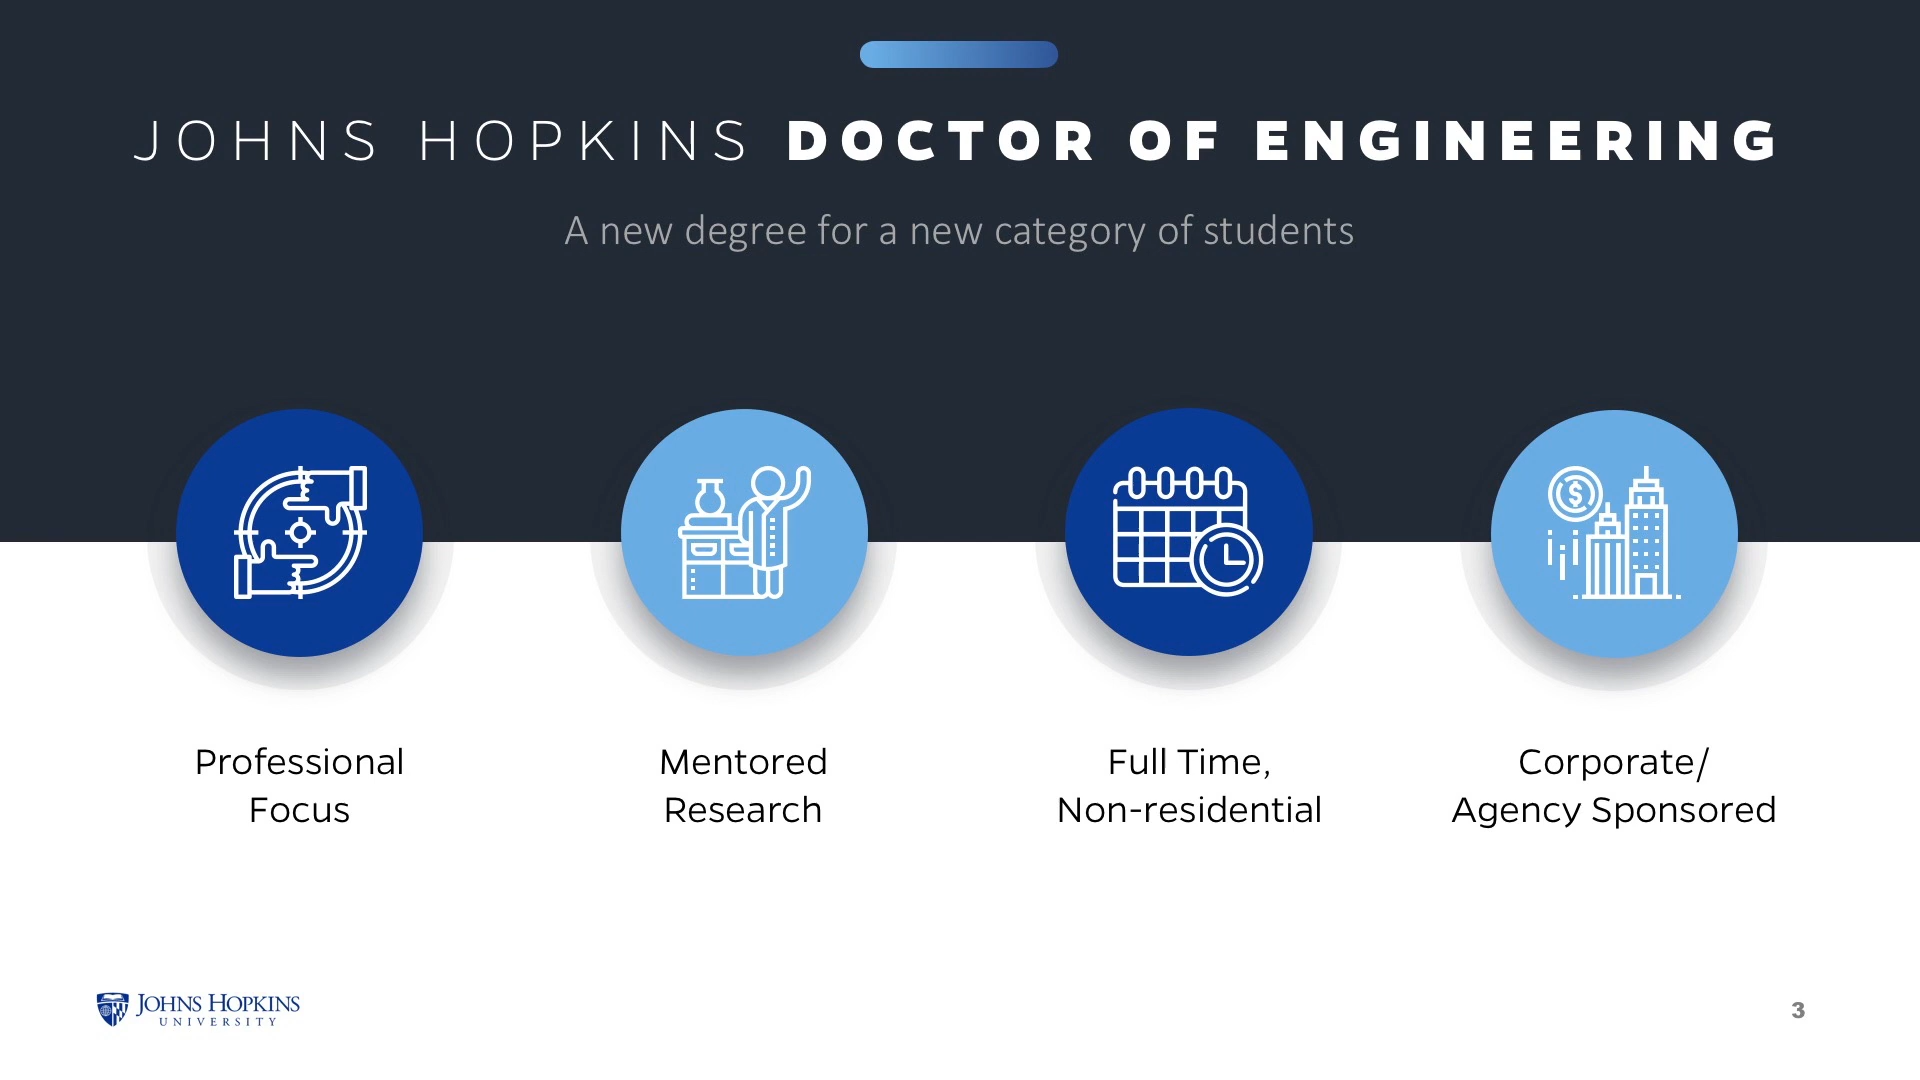 JOHNS HOPKINS DOCTOR OF ENGINEERING
A new degree for a new category of students
$
Professional
Focus
Mentored
Research
Full Time,
Non-residential
Corporate/
Agency Sponsored
JOHNS HOPKINS
UNIVERSITY
3